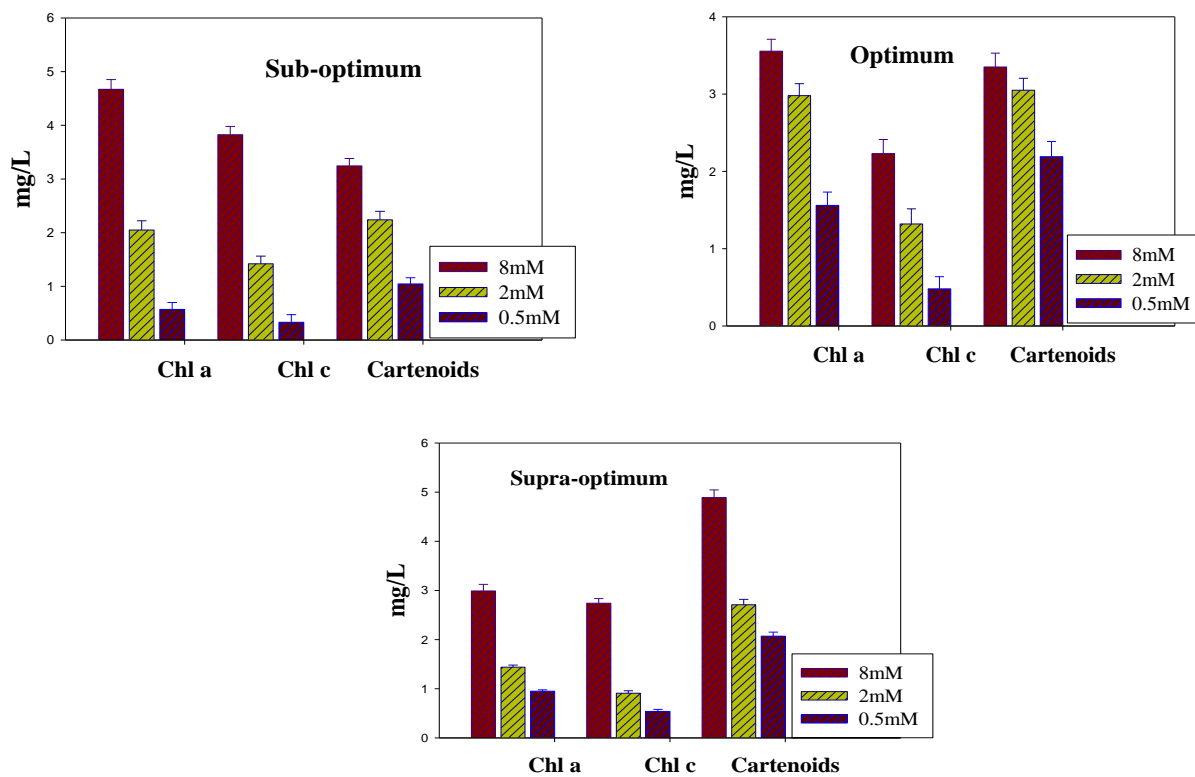 Sub-optimum
mg/L
6
5
4
3
2
1
0
8mM
2mM
0.5mM
Chl a Chl c Cartenoids
Optimum
mg/L
4
3
2
1
0
8mM
2mM
0.5mM
Chl a Chl c Cartenoids
Supra-optimum
mg/L
6
5
4
3
2
1
0
8mM
2mM
0.5mM
Chl a Chl c Cartenoids